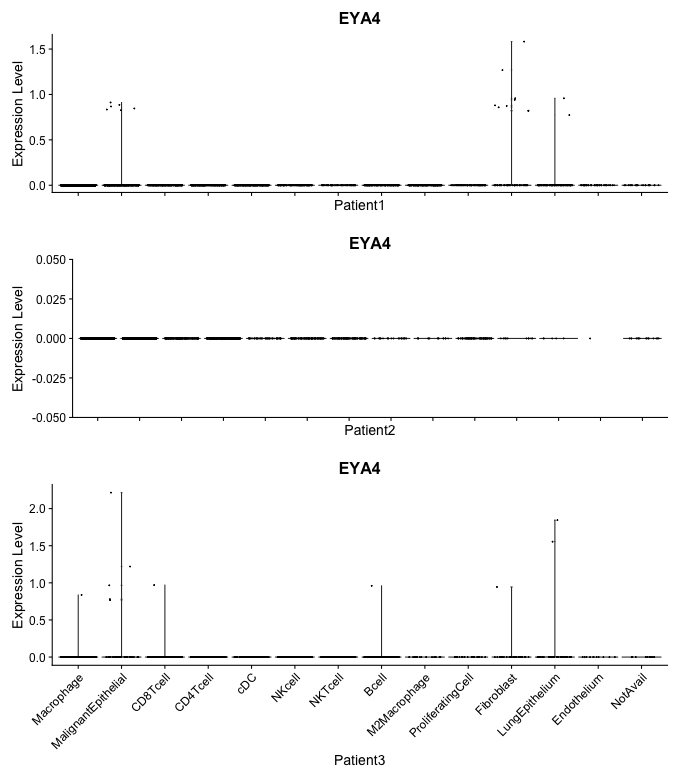 EYA4
Expression Level
1.5
1.0
0.5
0.0
Patient1
EYA4
Expression Level
0.050
0.025
0.000
-0.025
-0.050
Patient2
EYA4
Expression Level
2.0
1.5
1.0
0.5
0.0
Macrophage
MalignantEpithelial
CD8Tcell
CD4Tcell
cDC
NKcell
NKTcell
Bcell
M2Macrophage
ProliferatingCell
Fibroblast
LungEpithelium
Endothelium
NotAvail
Patient3